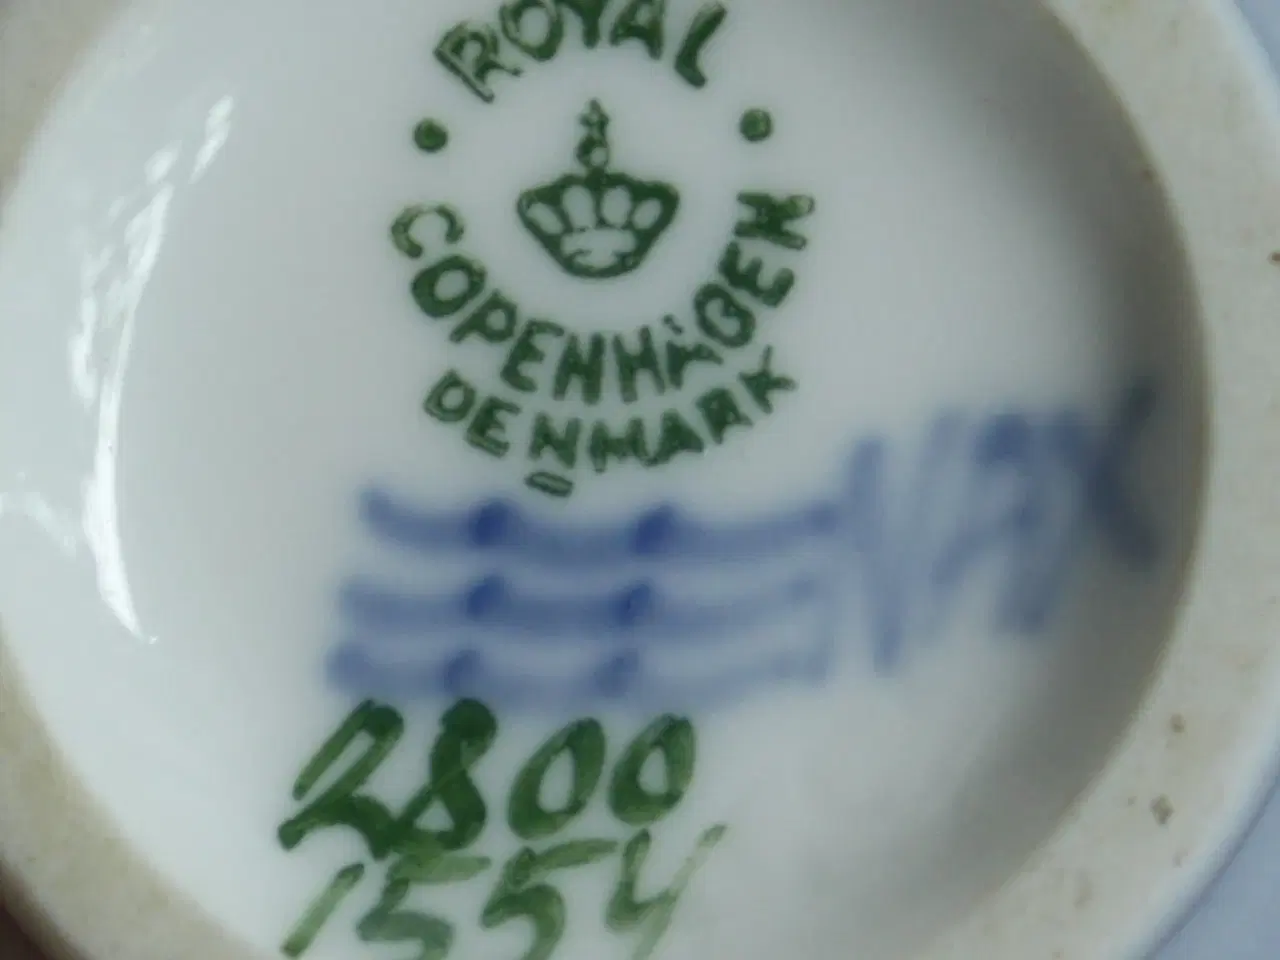 ROYAL
COPENHAGEN
DENMARK
2800
1554